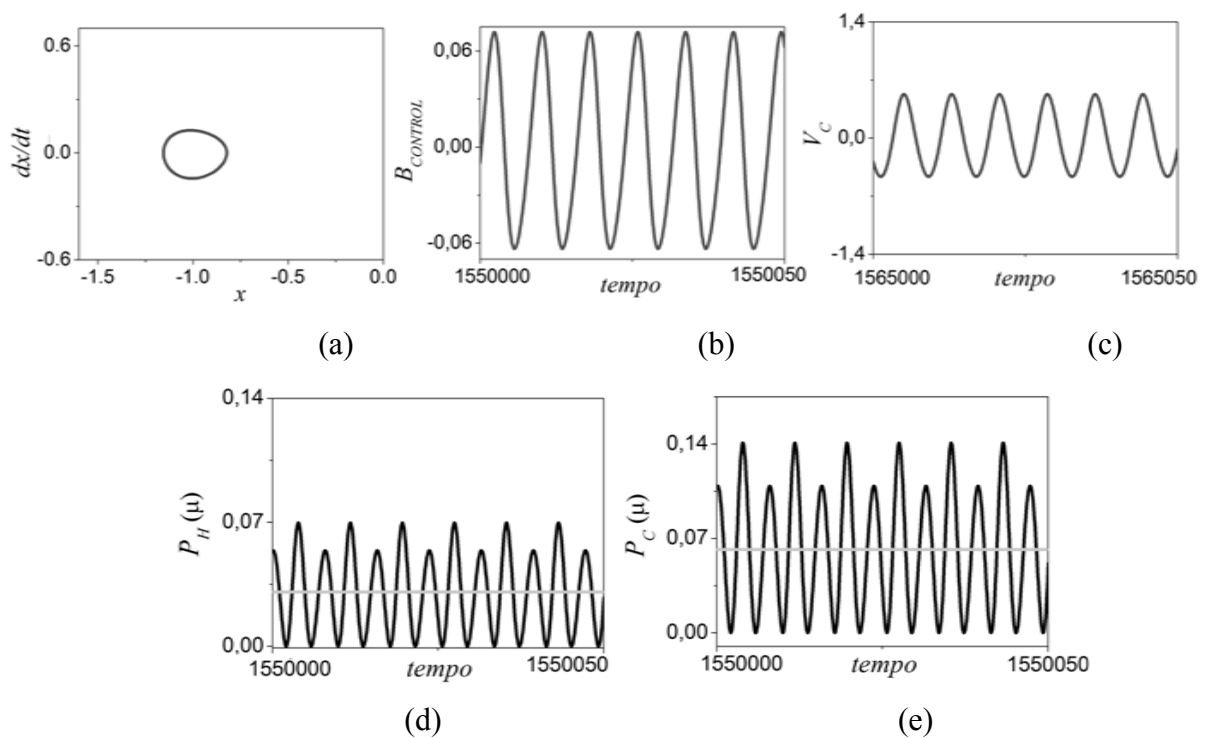 0.6
0.0
-0.6
dx/dt
-1.5
-1.0
-0.5
0.0
x
(a)
0,06
0,00
-0,06
B_CONTROL
1550000
tempo
1550050
(b)
1,4
0,0
-1,4
V_C
1565000
tempo
1565050
(c)
0,14
0,07
0,00
P_H (μ)
1550000
tempo
1550050
(d)
0,14
0,07
0,00
P_C (μ)
1550000
tempo
1550050
(e)